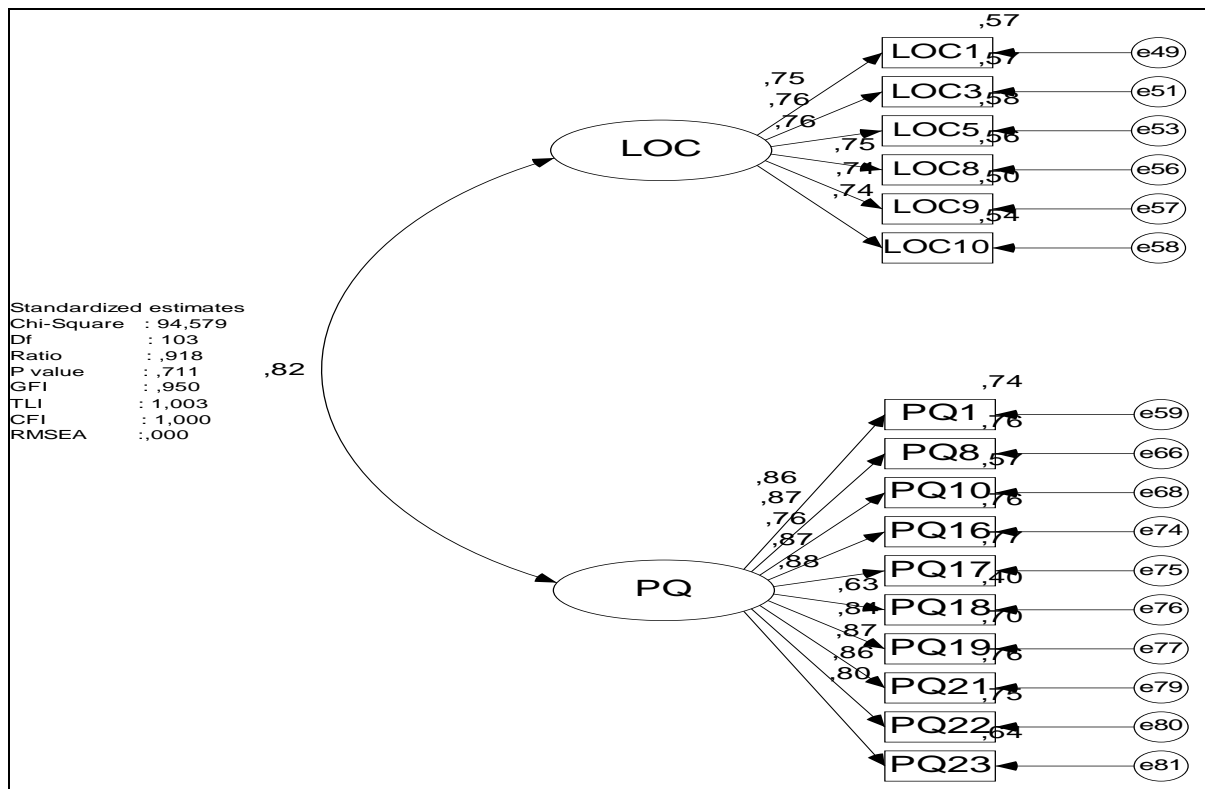 ,57
LOC1
e49
,75
,57
LOC3
e51
,76
,58
LOC5
e53
,76
,56
LOC8
e56
,75
,50
LOC9
e57
,74
,54
LOC10
e58
LOC
Standardized estimates
Chi-Square : 94,579
Df : 103
Ratio : ,918
P value : ,711
GFI : ,950
TLI : 1,003
CFI : 1,000
RMSEA :,000
,82
,74
PQ1
e59
,86
,76
PQ8
e66
,87
,57
PQ10
e68
,76
,76
PQ16
e74
,87
,77
PQ17
e75
,88
,40
PQ18
e76
,63
,70
PQ19
e77
,84
,76
PQ21
e79
,87
,75
PQ22
e80
,86
,64
PQ23
e81
,80
PQ